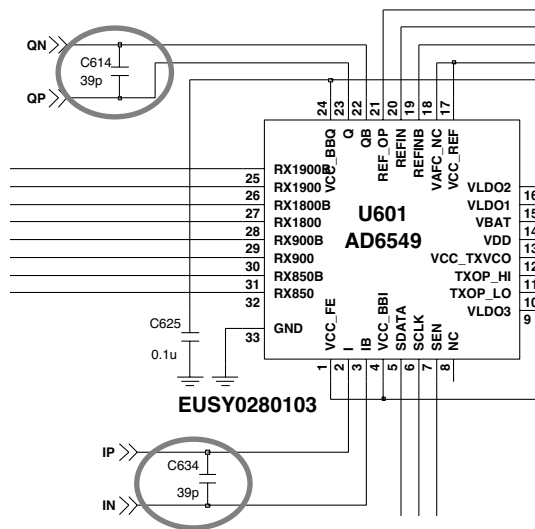 QN
C614
39p
QP
24
23
22
21
20
19
18
17
VCC_BBQ
Q
QB
REF_OP
REFIN
REFINB
VAFC_NC
VCC_REF
RX1900B
25
RX1900
26
RX1800B
27
RX1800
28
RX900B
29
RX900
30
RX850B
31
RX850
32
GND
33
U601
AD6549
VLDO2
16
VLDO1
15
VBAT
14
VDD
13
VCC_TXVCO
12
TXOP_HI
11
TXOP_LO
10
VLDO3
9
VCC_FE
I
IB
VCC_BBI
SDATA
SCLK
SEN
NC
1
2
3
4
5
6
7
8
C625
0.1u
EUSY0280103
IP
C634
39p
IN